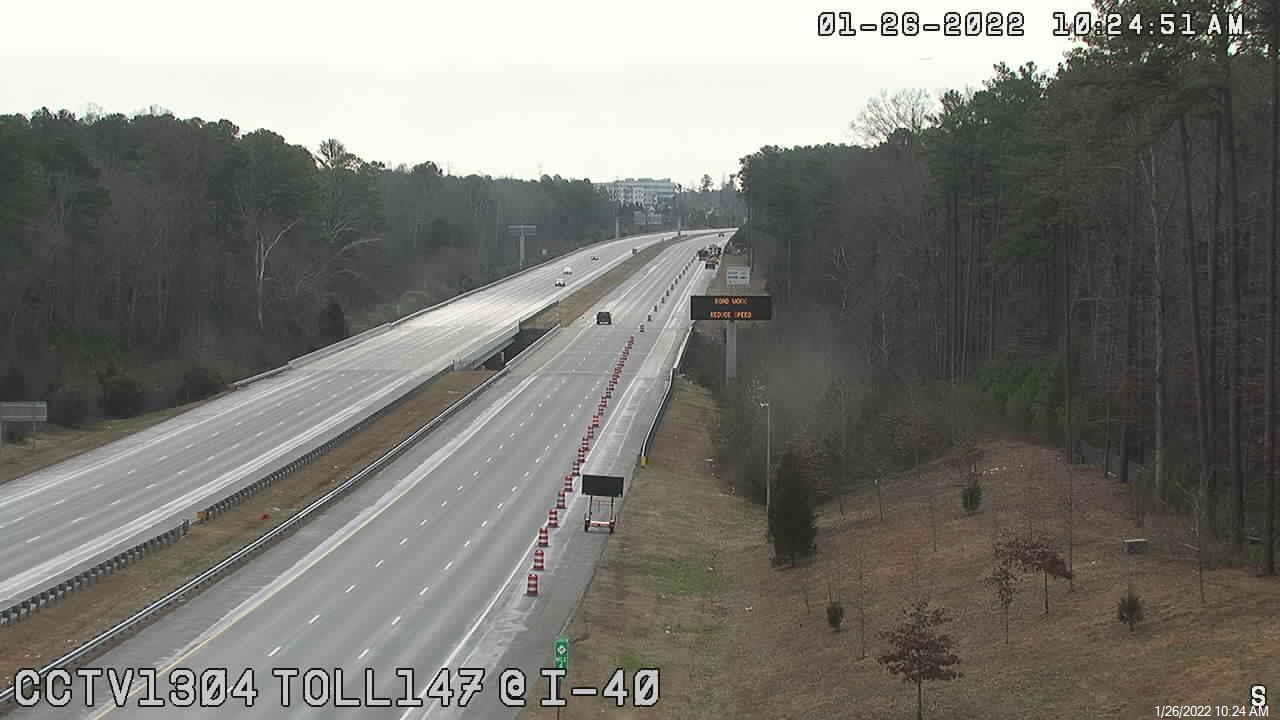 01-26-2022 10:24:51 AM
ROAD WORK
REDUCE SPEED
CCTV1304 TOLL147 @ I-40
S
1/26/2022 10:24 AM